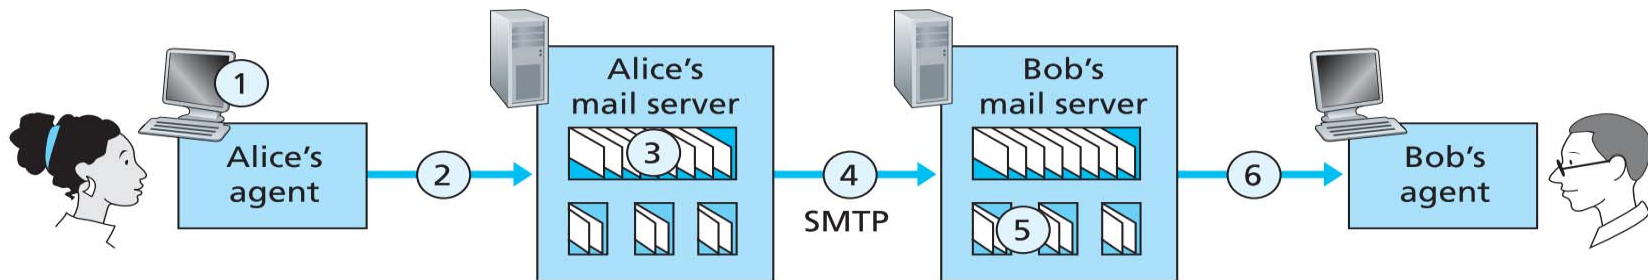 1
Alice's
agent
2
Alice's
mail server
3
4
SMTP
Bob's
mail server
5
6
Bob's
agent